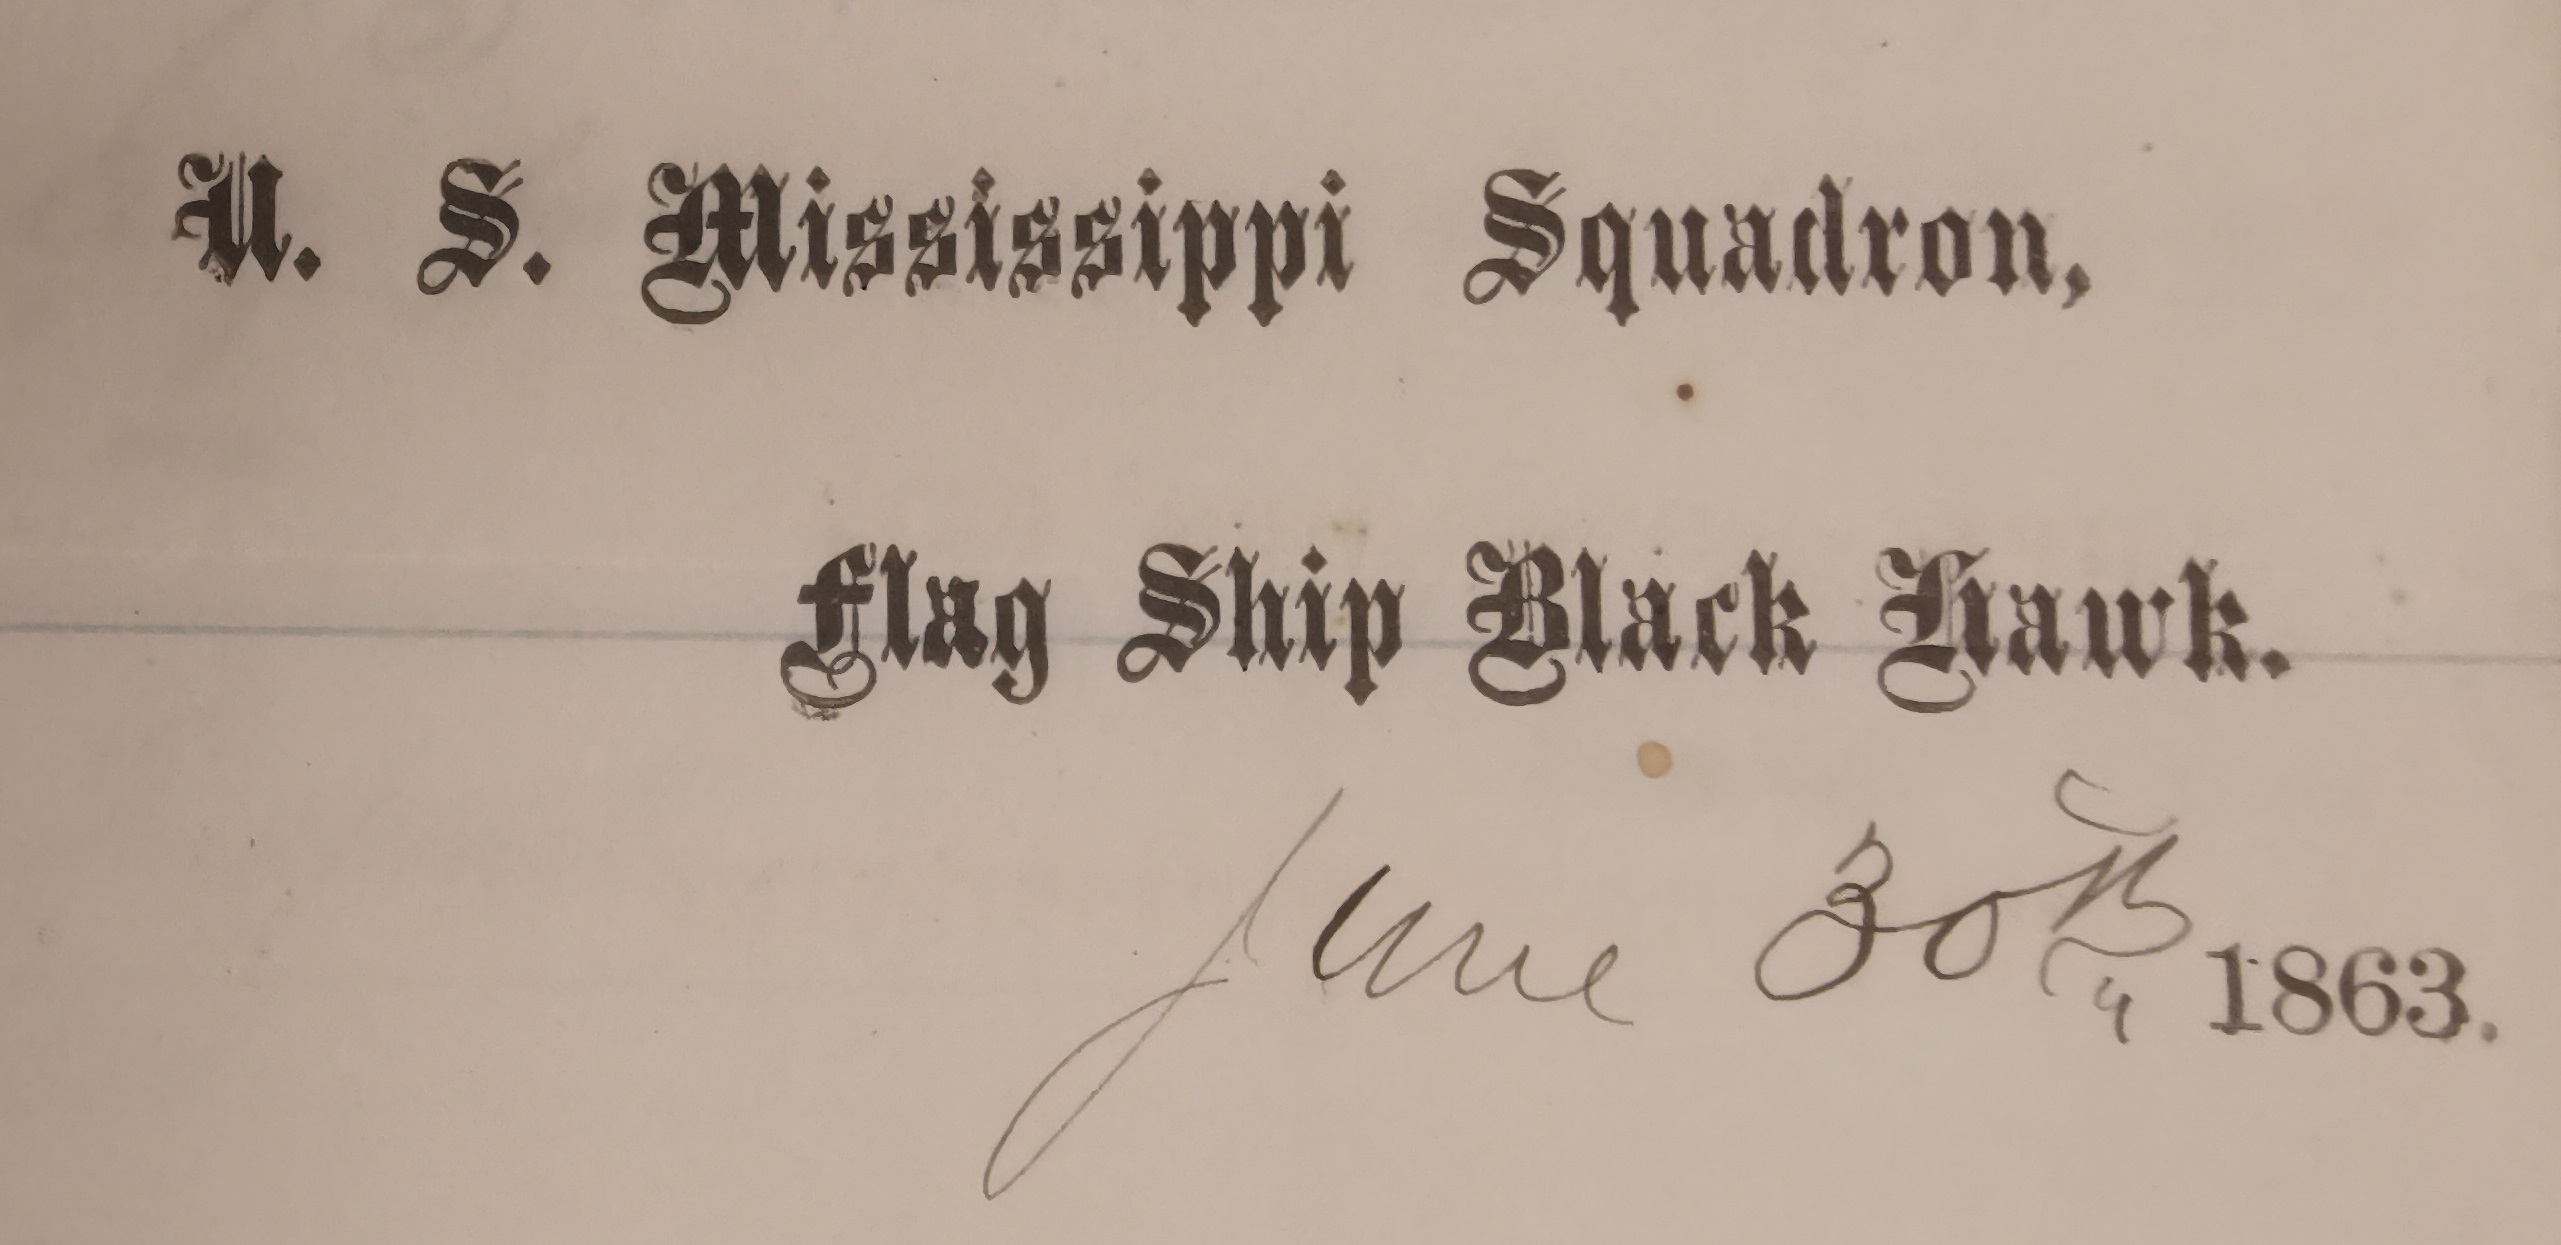 U. S. Mississippi Squadron,
Flag Ship Black Hawk.
June 30th 1863.